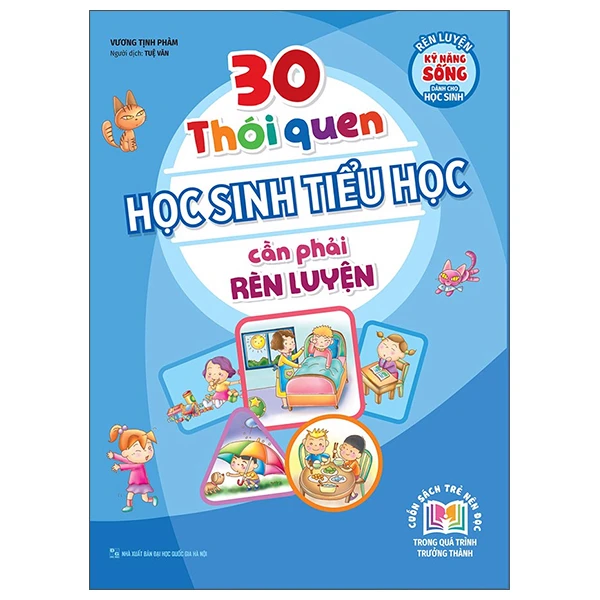 VƯƠNG TỊNH PHÀM
Người dịch: TUỆ VĂN
RÈN LUYỆN
KỸ NĂNG
SỐNG
DÀNH CHO
HỌC SINH
30
Thói quen
HỌC SINH TIỂU HỌC
cần phải
RÈN LUYỆN
CUỐN SÁCH TRẺ NÊN ĐỌC
TRONG QUÁ TRÌNH
TRƯỞNG THÀNH
NHÀ XUẤT BẢN ĐẠI HỌC QUỐC GIA HÀ NỘI